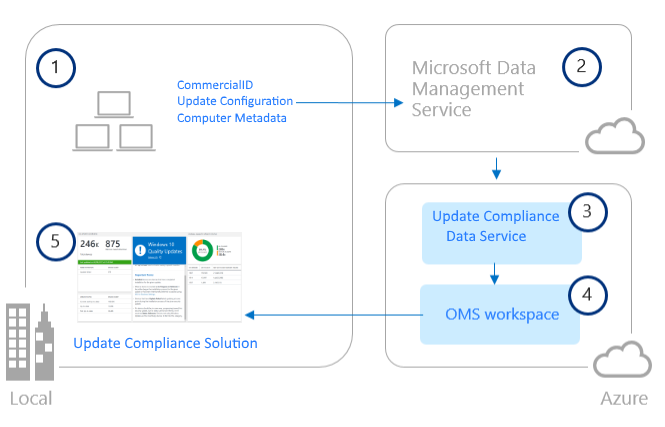 1
CommercialID
Update Configuration
Computer Metadata
2
Microsoft Data
Management
Service
3
Update Compliance
Data Service
4
OMS workspace
5
246K
875
Windows 10
Quality Updates
Update Compliance Solution
Local
Azure